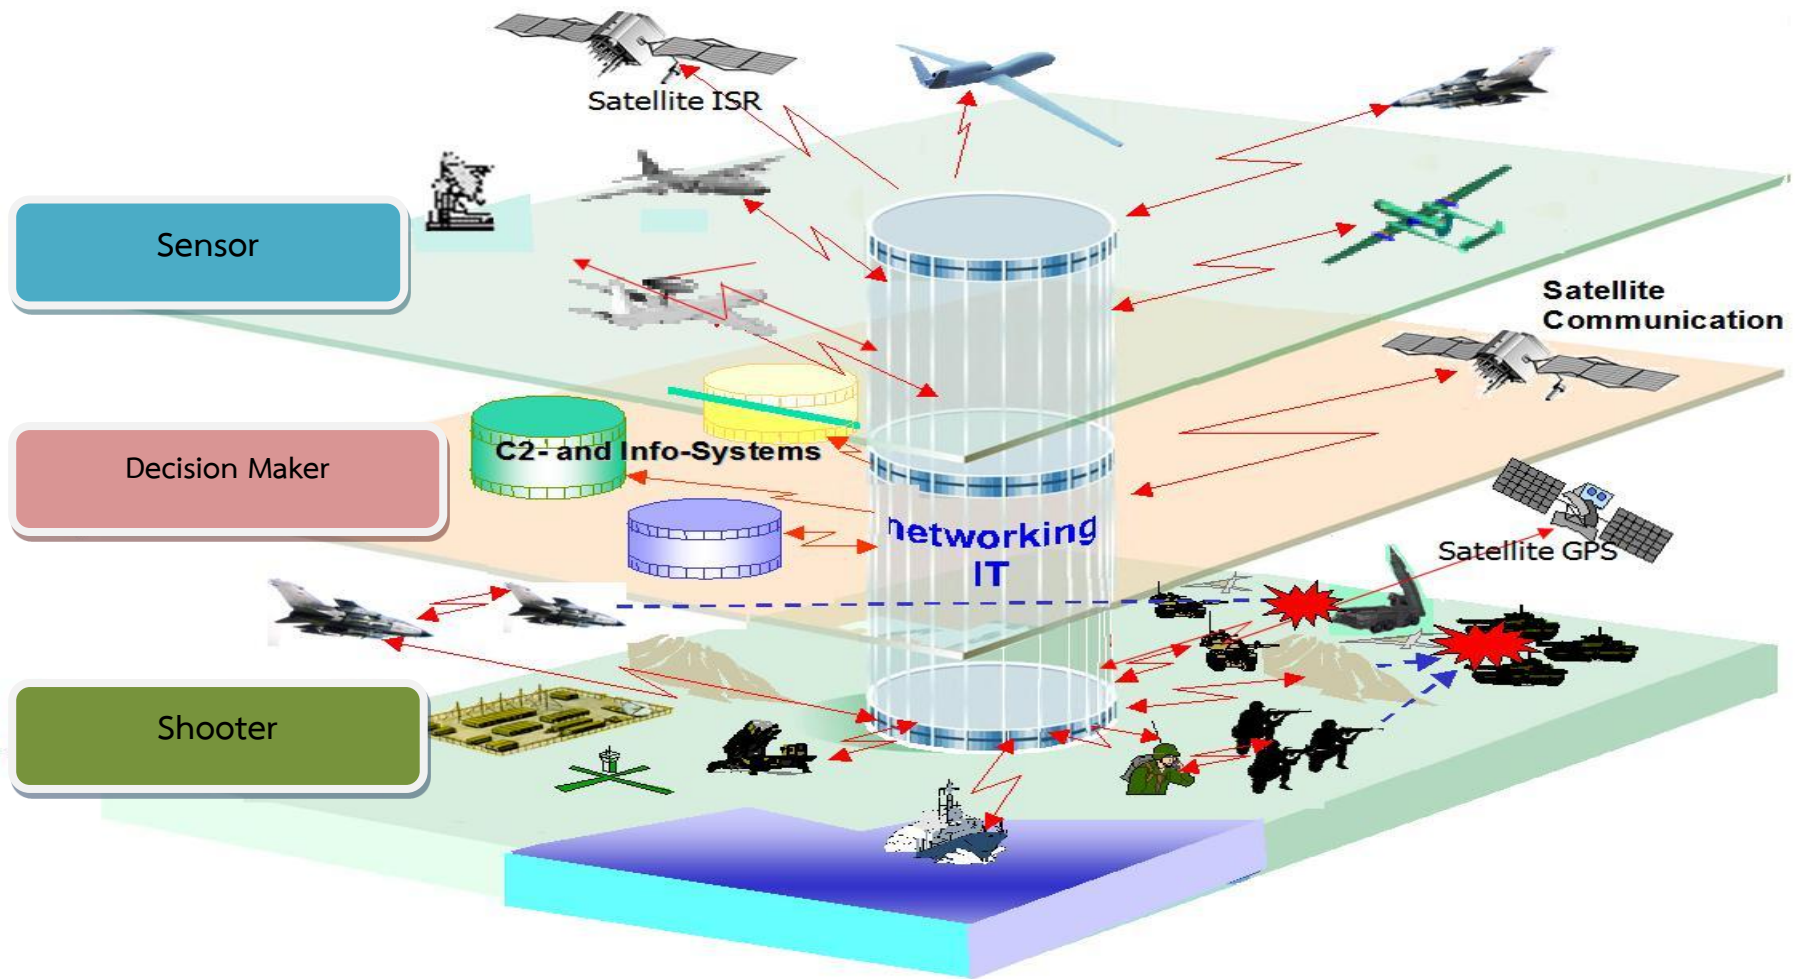 Satellite ISR
Sensor
Satellite
Communication
Decision Maker
C2- and Info-Systems
networking
IT
Satellite GPS
Shooter